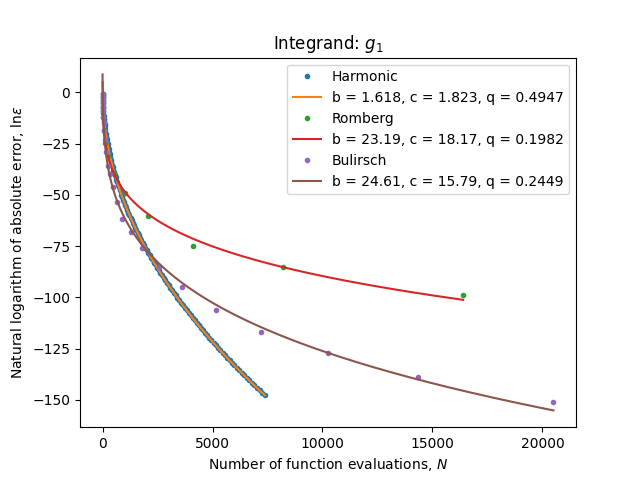 Integrand: g₁
Harmonic
b = 1.618, c = 1.823, q = 0.4947
Romberg
b = 23.19, c = 18.17, q = 0.1982
Bulirsch
b = 24.61, c = 15.79, q = 0.2449
Natural logarithm of absolute error, lnε
0
−25
−50
−75
−100
−125
−150
0 5000 10000 15000 20000
Number of function evaluations, N